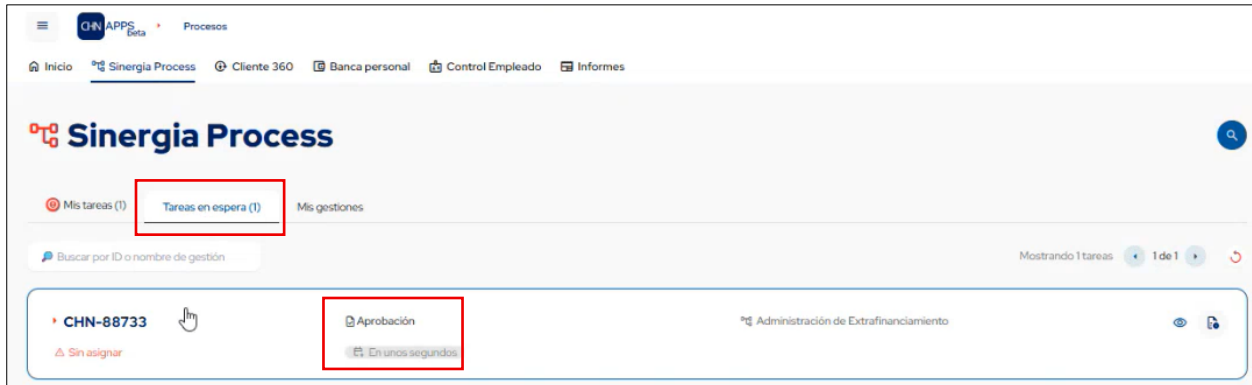 CHN APPS beta Procesos
Inicio Sinergia Process Cliente 360 Banca personal Control Empleado Informes
Sinergia Process
Mis tareas (1) Tareas en espera (1) Mis gestiones
Buscar por ID o nombre de gestión Mostrando 1 tareas 1 de 1
CHN-88733 Aprobación Administración de Extrafinanciamiento
Sin asignar En unos segundos